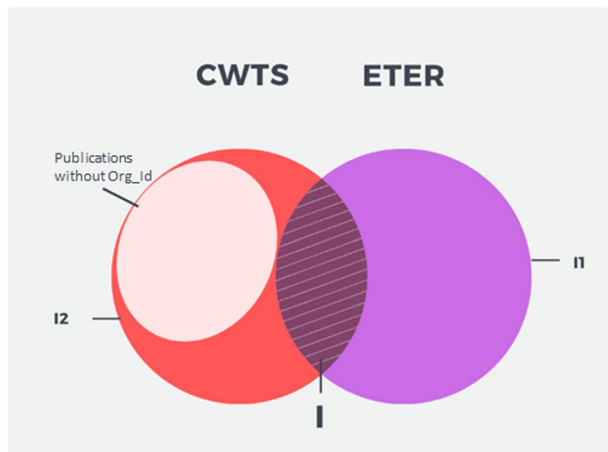 CWTS ETER
Publications
without Org_Id
I1
I2
I